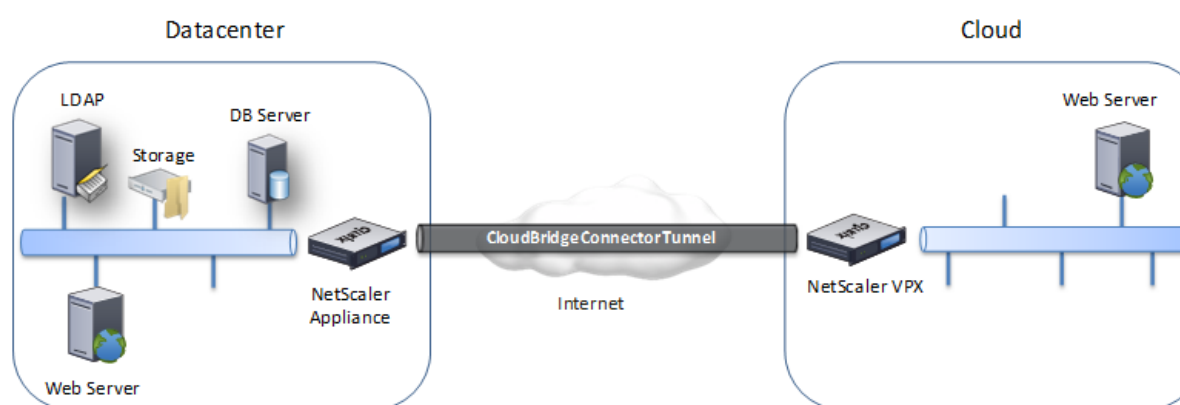 Datacenter
Cloud
LDAP
DB Server
Storage
Web Server
CloudBridgeConnectorTunnel
NetScaler
Appliance
Internet
NetScaler VPX
Web Server